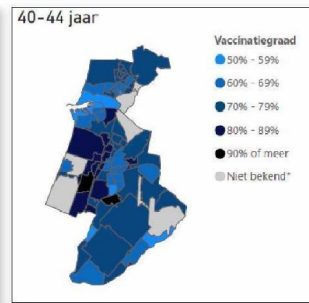 40-44 jaar
Vaccinatiegraad
50% - 59%
60% - 69%
70% - 79%
80% - 89%
90% of meer
Niet bekend*